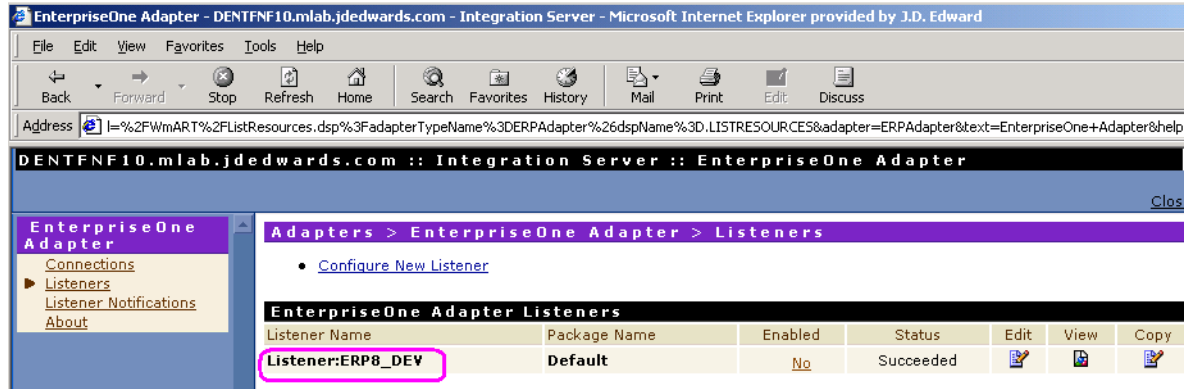 EnterpriseOne Adapter - DENTFNF10.mlab.jdedwards.com - Integration Server - Microsoft Internet Explorer provided by J.D. Edward
File Edit View Favorites Tools Help
Back Forward Stop Refresh Home Search Favorites History Mail Print Edit Discuss
Address l=%2FWmART%2FListResources.dsp%3FadapterTypeName%3DERPAdapter%26dspName%3D.LISTRESOURCES&adapter=ERPAdapter&text=EnterpriseOne+Adapter&help
DENTFNF10.mlab.jdedwards.com :: Integration Server :: EnterpriseOne Adapter
Clos
EnterpriseOne
Adapter
Connections
Listeners
Listener Notifications
About
Adapters > EnterpriseOne Adapter > Listeners
Configure New Listener
EnterpriseOne Adapter Listeners
Listener Name Package Name Enabled Status Edit View Copy
Listener:ERP8_DEV Default No Succeeded